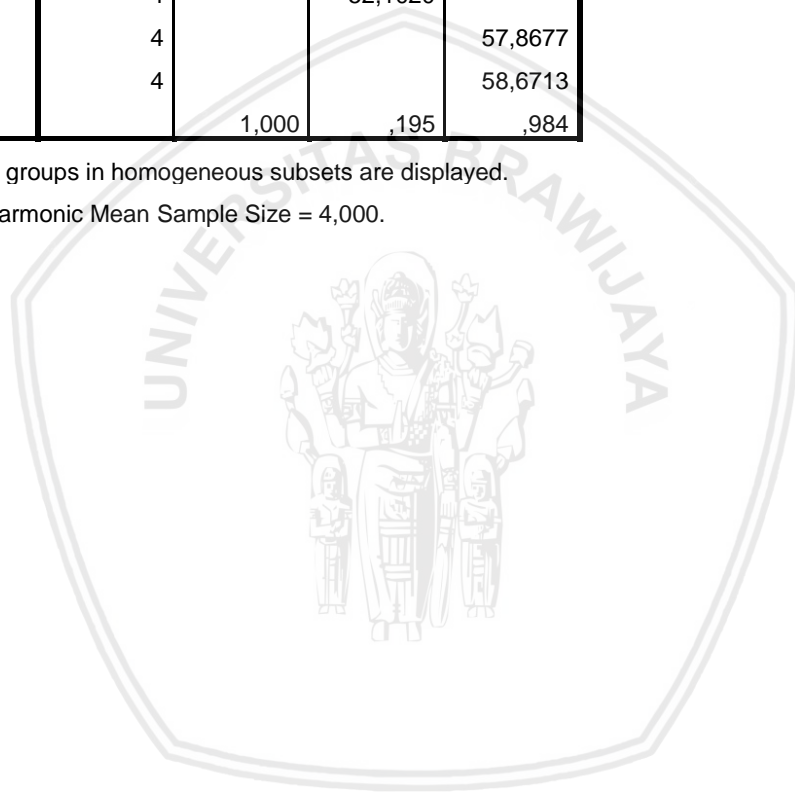 4 57,8677
4 58,6713
1,000 ,195 ,984
groups in homogeneous subsets are displayed.
armonic Mean Sample Size = 4,000.
UNIVERSITAS BRAWIJAYA